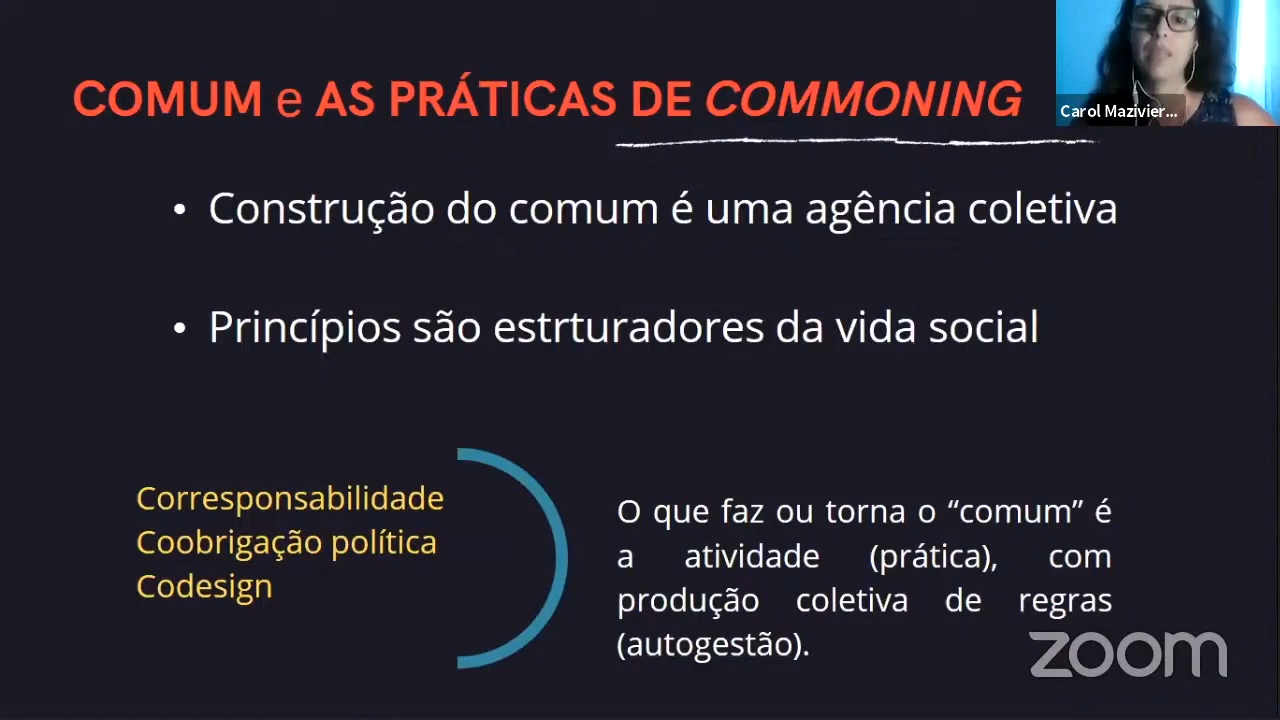 COMUM e AS PRÁTICAS DE COMMONING
Carol Mazivier...
• Construção do comum é uma agência coletiva
• Princípios são estrturadores da vida social
Corresponsabilidade
Coobrigação política
Codesign
O que faz ou torna o “comum” é
a atividade (prática), com
produção coletiva de regras
(autogestão).
zoom